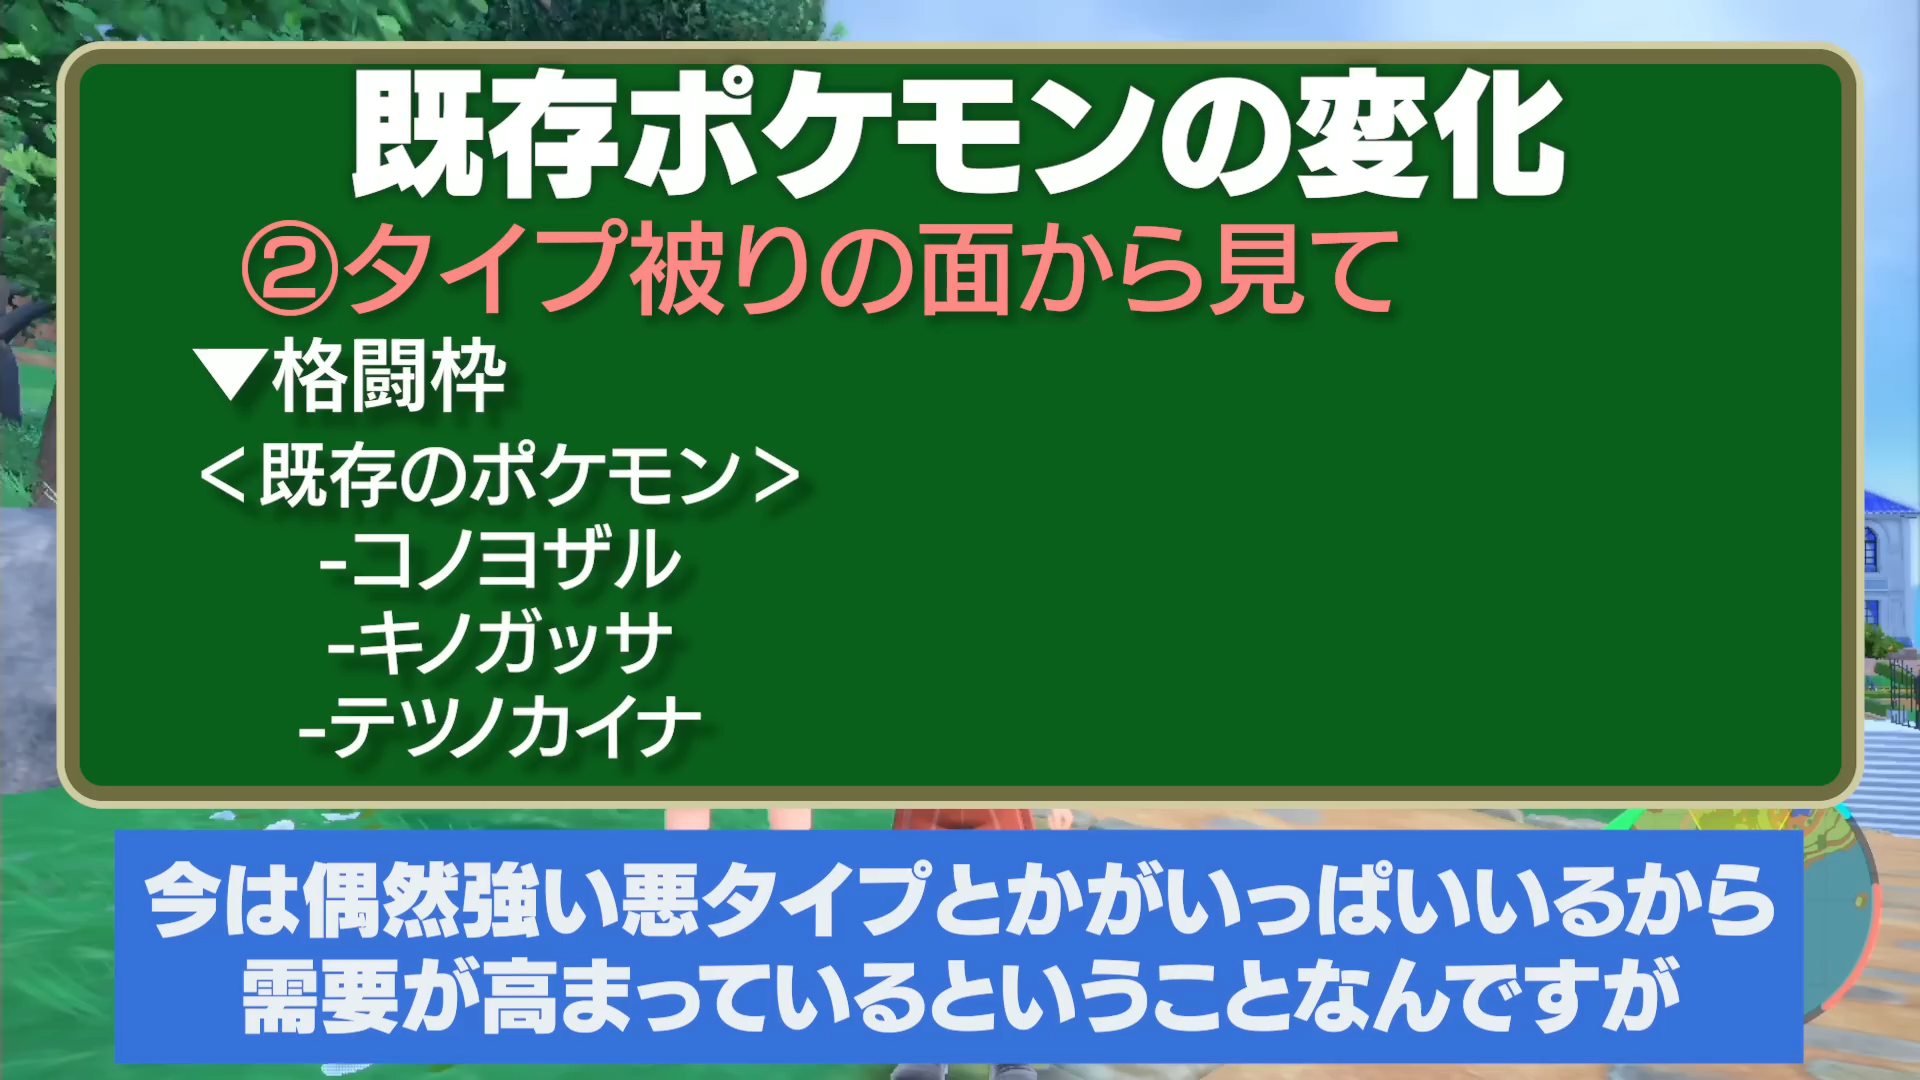 既存ポケモンの変化
②タイプ被りの面から見て
▼格闘枠
＜既存のポケモン＞
-コノヨザル
-キノガッサ
-テツノカイナ
今は偶然強い悪タイプとかがいっぱいいるから
需要が高まっているということなんですが